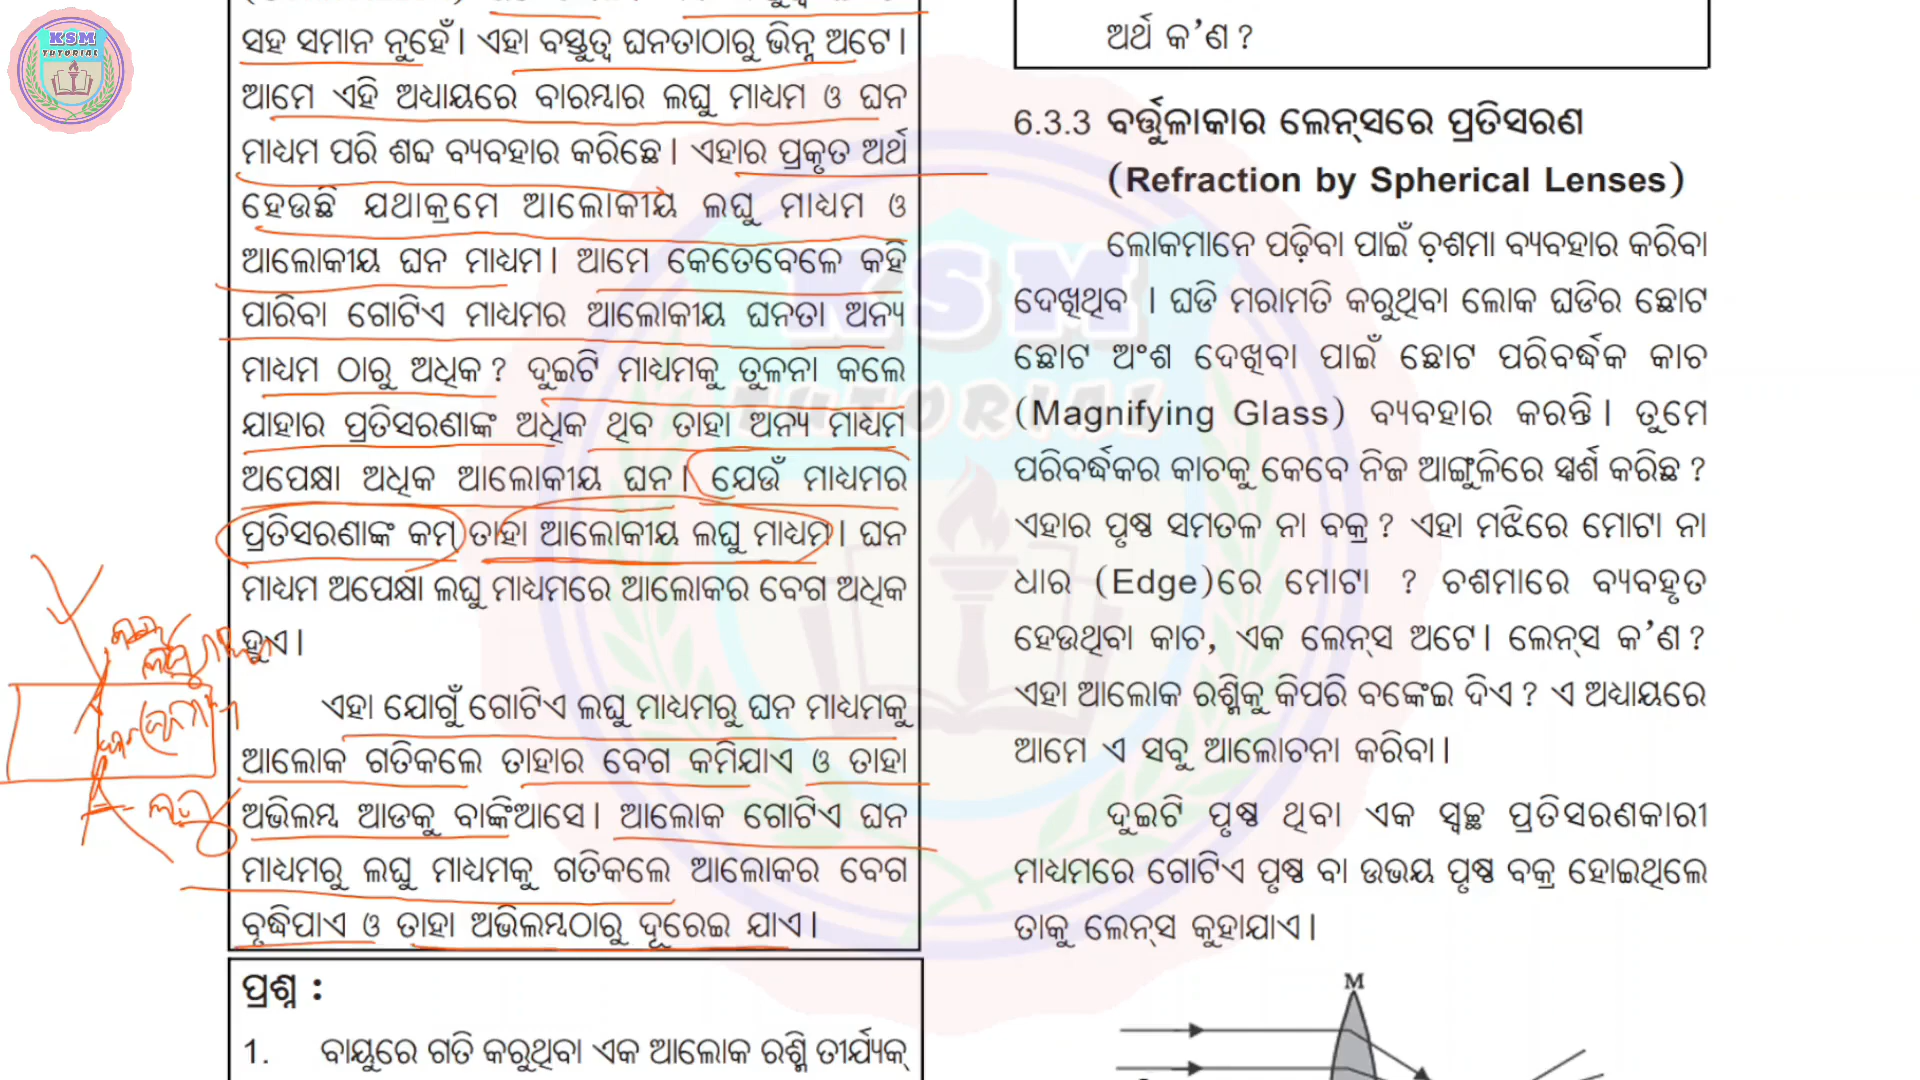 KSM
TUTORIAL
ସହ ସମାନ ନୁହେଁ। ଏହା ବସ୍ତୁତ୍ୱ ଘନତାଠାରୁ ଭିନ୍ନ ଅଟେ।
ଆମେ ଏହି ଅଧ୍ୟାୟରେ ବାରମ୍ବାର ଲଘୁ ମାଧ୍ୟମ ଓ ଘନ
ମାଧ୍ୟମ ପରି ଶବ୍ଦ ବ୍ୟବହାର କରିଛେ। ଏହାର ପ୍ରକୃତ ଅର୍ଥ
ହେଉଛି ଯଥାକ୍ରମେ ଆଲୋକୀୟ ଲଘୁ ମାଧ୍ୟମ ଓ
ଆଲୋକୀୟ ଘନ ମାଧ୍ୟମ। ଆମେ କେତେବେଳେ କହି
ପାରିବା ଗୋଟିଏ ମାଧ୍ୟମର ଆଲୋକୀୟ ଘନତା ଅନ୍ୟ
ମାଧ୍ୟମ ଠାରୁ ଅଧିକ ? ଦୁଇଟି ମାଧ୍ୟମକୁ ତୁଳନା କଲେ
ଯାହାର ପ୍ରତିସରଣାଙ୍କ ଅଧିକ ଥିବ ତାହା ଅନ୍ୟ ମାଧ୍ୟମ
ଅପେକ୍ଷା ଅଧିକ ଆଲୋକୀୟ ଘନ। ଯେଉଁ ମାଧ୍ୟମର
ପ୍ରତିସରଣାଙ୍କ କମ୍ ତାହା ଆଲୋକୀୟ ଲଘୁ ମାଧ୍ୟମ। ଘନ
ମାଧ୍ୟମ ଅପେକ୍ଷା ଲଘୁ ମାଧ୍ୟମରେ ଆଲୋକର ବେଗ ଅଧିକ
ହୁଏ।
ଏହା ଯୋଗୁଁ ଗୋଟିଏ ଲଘୁ ମାଧ୍ୟମରୁ ଘନ ମାଧ୍ୟମକୁ
ଆଲୋକ ଗତିକଲେ ତାହାର ବେଗ କମିଯାଏ ଓ ତାହା
ଅଭିଲମ୍ବ ଆଡକୁ ବାଙ୍କିଆସେ। ଆଲୋକ ଗୋଟିଏ ଘନ
ମାଧ୍ୟମରୁ ଲଘୁ ମାଧ୍ୟମକୁ ଗତିକଲେ ଆଲୋକର ବେଗ
ବୃଦ୍ଧିପାଏ ଓ ତାହା ଅଭିଲମ୍ବଠାରୁ ଦୂରେଇ ଯାଏ।
ପ୍ରଶ୍ନ :
1. ବାୟୁରେ ଗତି କରୁଥିବା ଏକ ଆଲୋକ ରଶ୍ମି ତୀର୍ଯ୍ୟକ୍
ଅର୍ଥ କ'ଣ ?
6.3.3 ବର୍ତ୍ତୁଳାକାର ଲେନ୍‌ସରେ ପ୍ରତିସରଣ
(Refraction by Spherical Lenses)
ଲୋକମାନେ ପଢ଼ିବା ପାଇଁ ଚ଼ଶମା ବ୍ୟବହାର କରିବା
ଦେଖିଥିବ । ଘଡି ମରାମତି କରୁଥିବା ଲୋକ ଘଡିର ଛୋଟ
ଛୋଟ ଅଂଶ ଦେଖିବା ପାଇଁ ଛୋଟ ପରିବର୍ଦ୍ଧକ କାଚ
(Magnifying Glass) ବ୍ୟବହାର କରନ୍ତି। ତୁମେ
ପରିବର୍ଦ୍ଧକର କାଚକୁ କେବେ ନିଜ ଆଙ୍ଗୁଳିରେ ସ୍ପର୍ଶ କରିଛ ?
ଏହାର ପୃଷ୍ଠ ସମତଳ ନା ବକ୍ର ? ଏହା ମଝିରେ ମୋଟା ନା
ଧାର (Edge)ରେ ମୋଟା ? ଚଶମାରେ ବ୍ୟବହୃତ
ହେଉଥିବା କାଚ, ଏକ ଲେନ୍‌ସ ଅଟେ। ଲେନ୍‌ସ କ'ଣ ?
ଏହା ଆଲୋକ ରଶ୍ମିକୁ କିପରି ବଙ୍କେଇ ଦିଏ ? ଏ ଅଧ୍ୟାୟରେ
ଆମେ ଏ ସବୁ ଆଲୋଚନା କରିବା।
ଦୁଇଟି ପୃଷ୍ଠ ଥିବା ଏକ ସ୍ୱଚ୍ଛ ପ୍ରତିସରଣକାରୀ
ମାଧ୍ୟମରେ ଗୋଟିଏ ପୃଷ୍ଠ ବା ଉଭୟ ପୃଷ୍ଠ ବକ୍ର ହୋଇଥିଲେ
ତାକୁ ଲେନ୍‌ସ କୁହାଯାଏ।
M